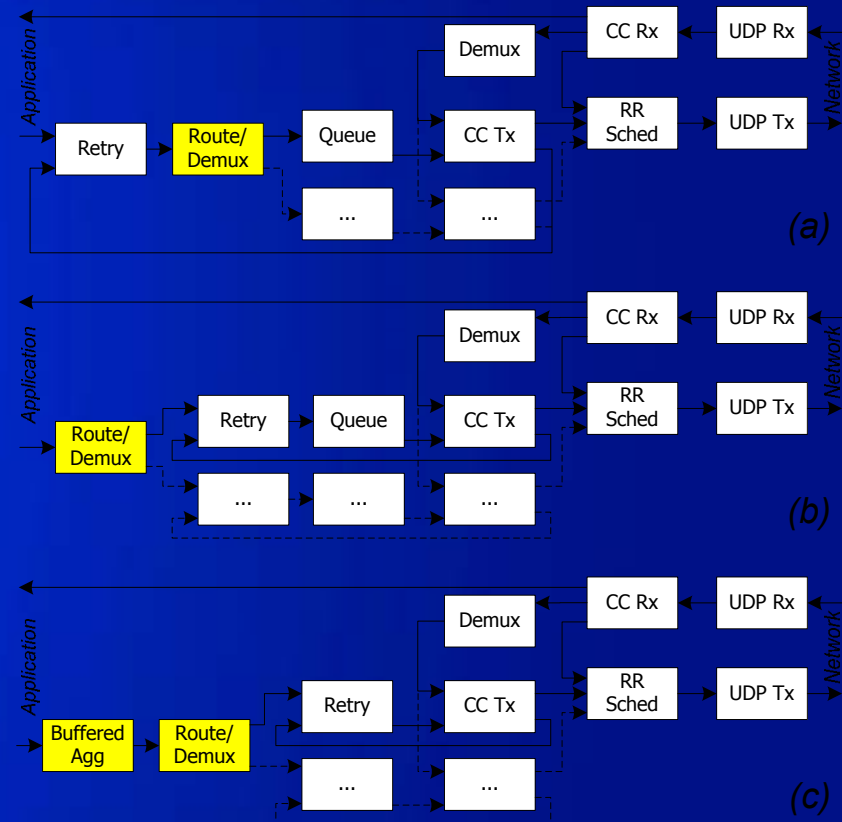 Application
CC Rx
UDP Rx
Network
Demux
Retry
Route/
Demux
Queue
CC Tx
RR
Sched
UDP Tx
...
...
(a)
Application
CC Rx
UDP Rx
Network
Demux
Route/
Demux
Retry
Queue
CC Tx
RR
Sched
UDP Tx
...
...
...
(b)
Application
CC Rx
UDP Rx
Network
Demux
Buffered
Agg
Route/
Demux
Retry
CC Tx
RR
Sched
UDP Tx
...
...
(c)